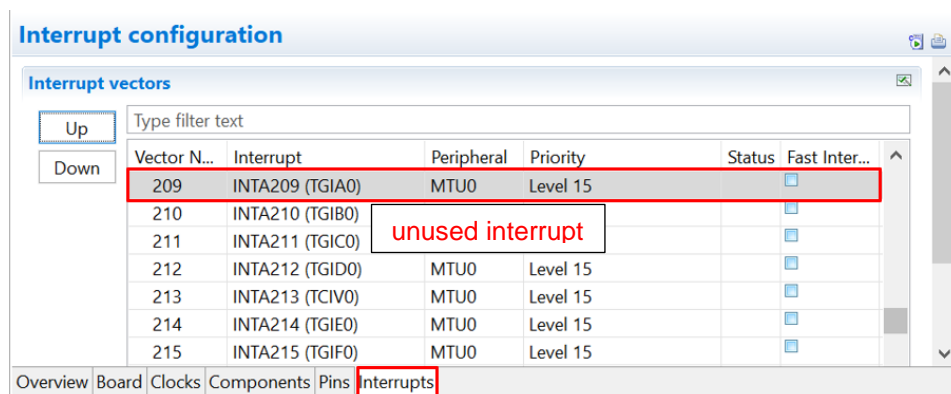 Interrupt configuration
Interrupt vectors
Up
Down
Type filter text
Vector N... Interrupt Peripheral Priority Status Fast Inter...
209 INTA209 (TGIA0) MTU0 Level 15
210 INTA210 (TGIB0)
211 INTA211 (TGIC0)
unused interrupt
212 INTA212 (TGID0) MTU0 Level 15
213 INTA213 (TCIV0) MTU0 Level 15
214 INTA214 (TGIE0) MTU0 Level 15
215 INTA215 (TGIF0) MTU0 Level 15
Overview Board Clocks Components Pins Interrupts